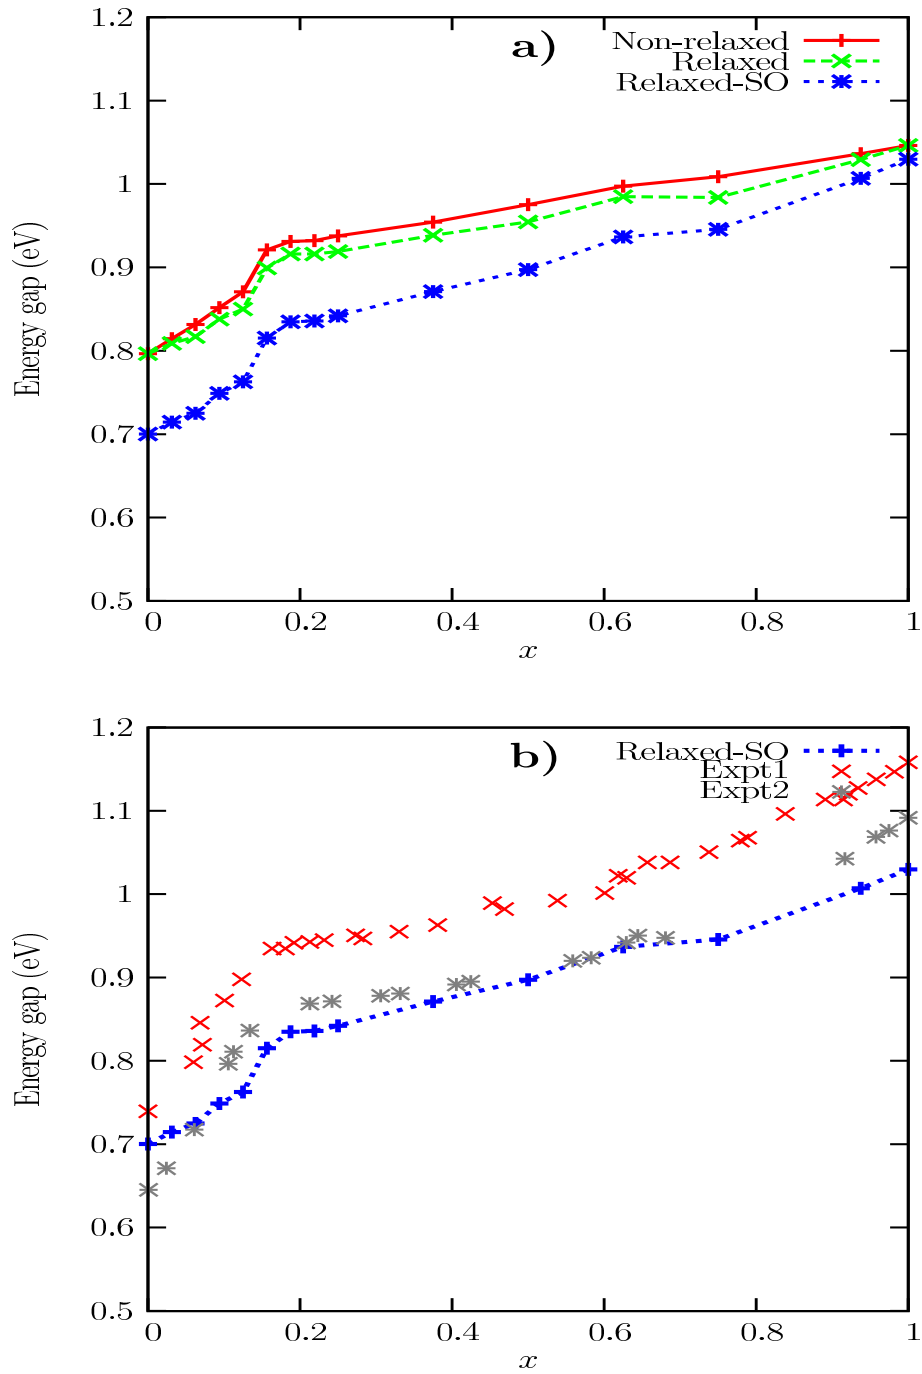 1.2
a)
Non-relaxed
Relaxed
Relaxed-SO
1.1
1
0.9
0.8
0.7
0.6
0.5
Energy gap (eV)
0 0.2 0.4 0.6 0.8 1
x
1.2
b)
Relaxed-SO
Expt1
Expt2
1.1
1
0.9
0.8
0.7
0.6
0.5
Energy gap (eV)
0 0.2 0.4 0.6 0.8 1
x